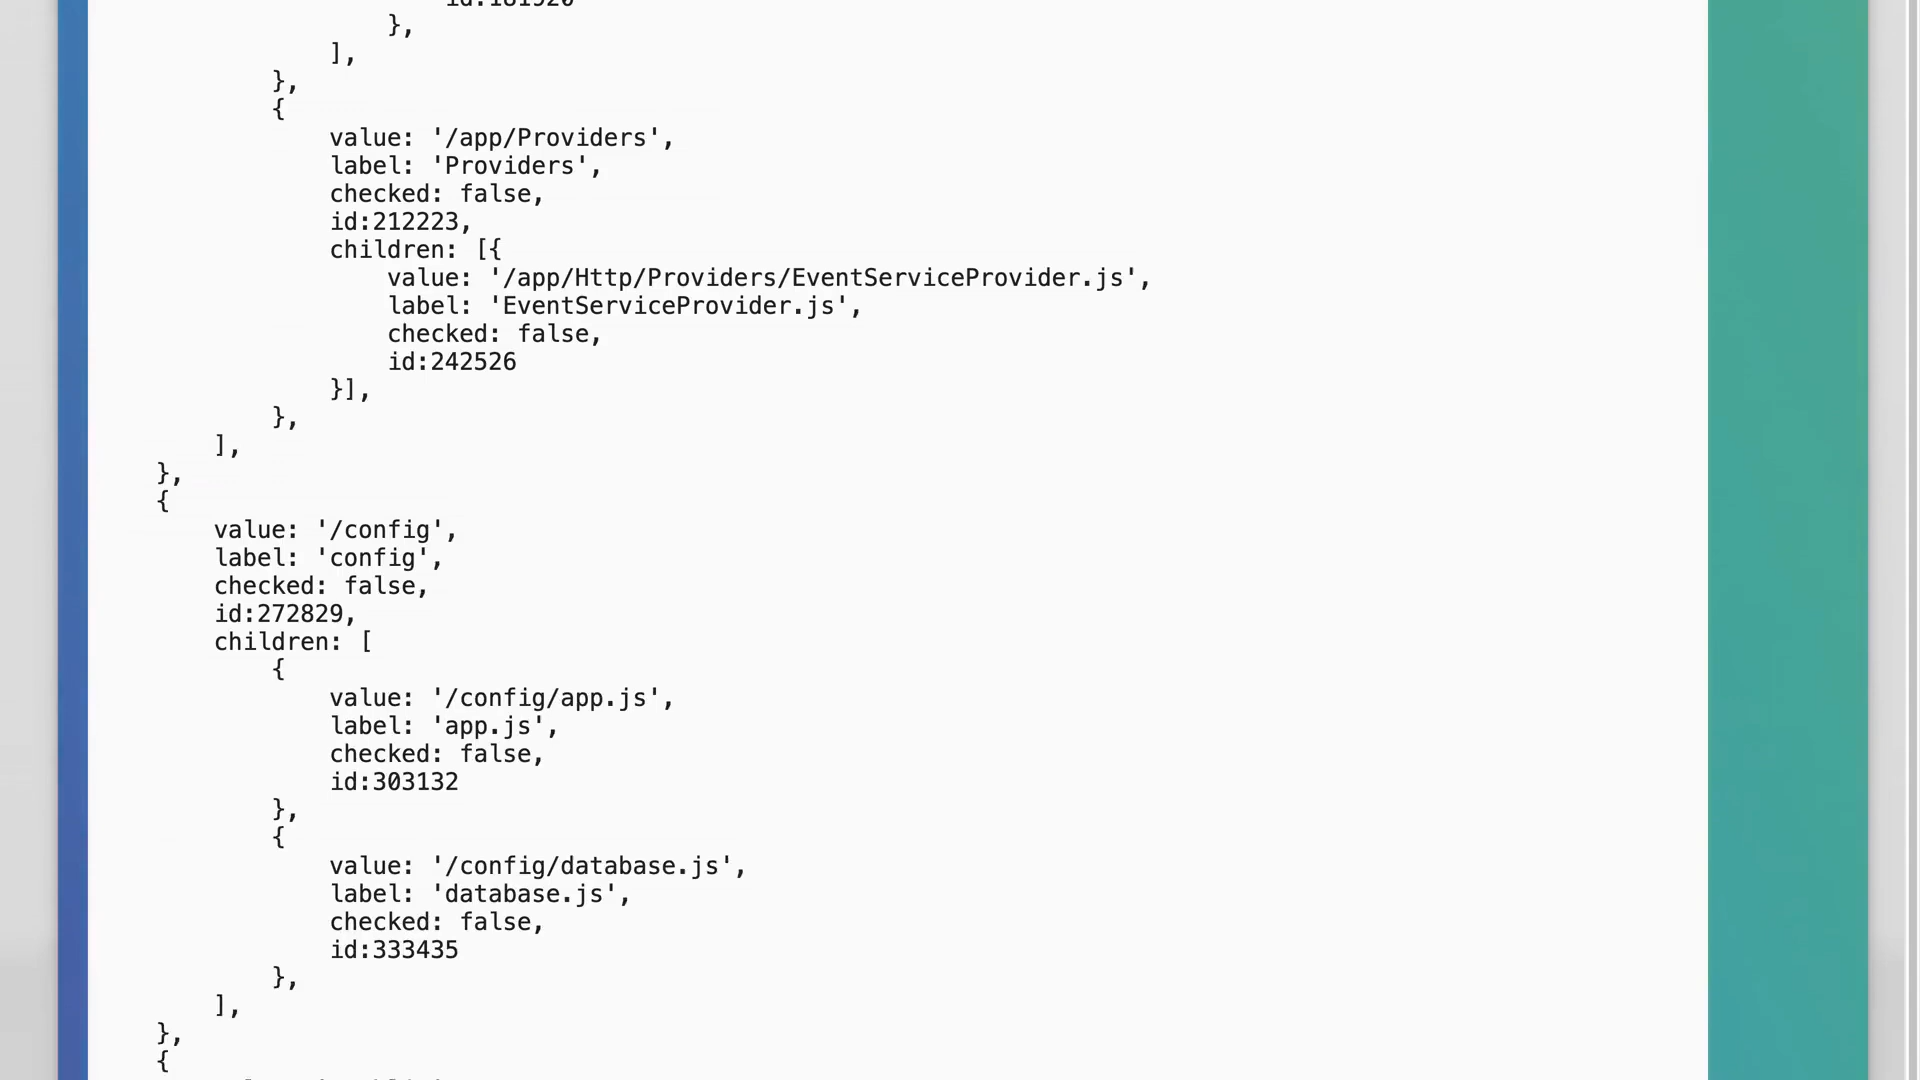 id:181920
},
],
},
{
value: '/app/Providers',
label: 'Providers',
checked: false,
id:212223,
children: [{
value: '/app/Http/Providers/EventServiceProvider.js',
label: 'EventServiceProvider.js',
checked: false,
id:242526
}],
},
],
},
{
value: '/config',
label: 'config',
checked: false,
id:272829,
children: [
{
value: '/config/app.js',
label: 'app.js',
checked: false,
id:303132
},
{
value: '/config/database.js',
label: 'database.js',
checked: false,
id:333435
},
],
},
{